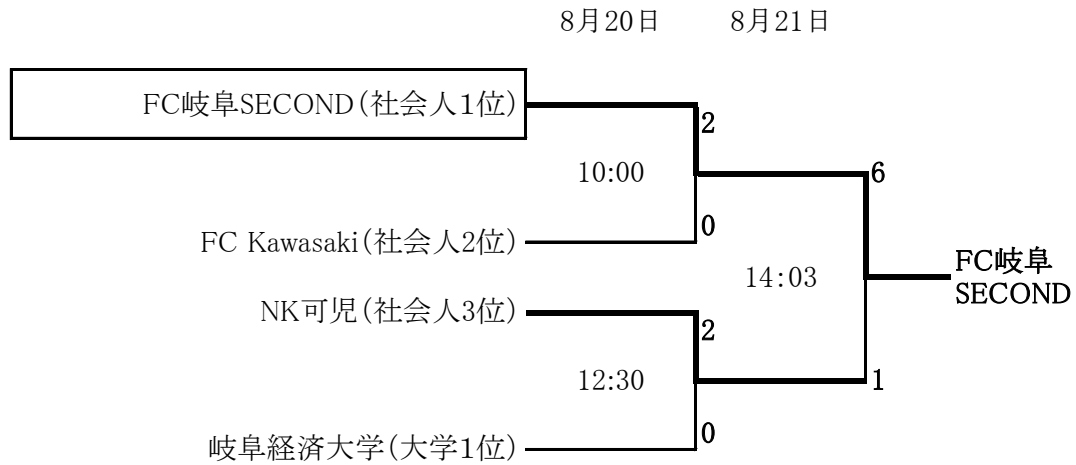 8月20日
8月21日
FC岐阜SECOND(社会人1位)
2
10:00
6
0
FC Kawasaki(社会人2位)
FC岐阜
SECOND
14:03
NK可児(社会人3位)
2
12:30
1
0
岐阜経済大学(大学1位)